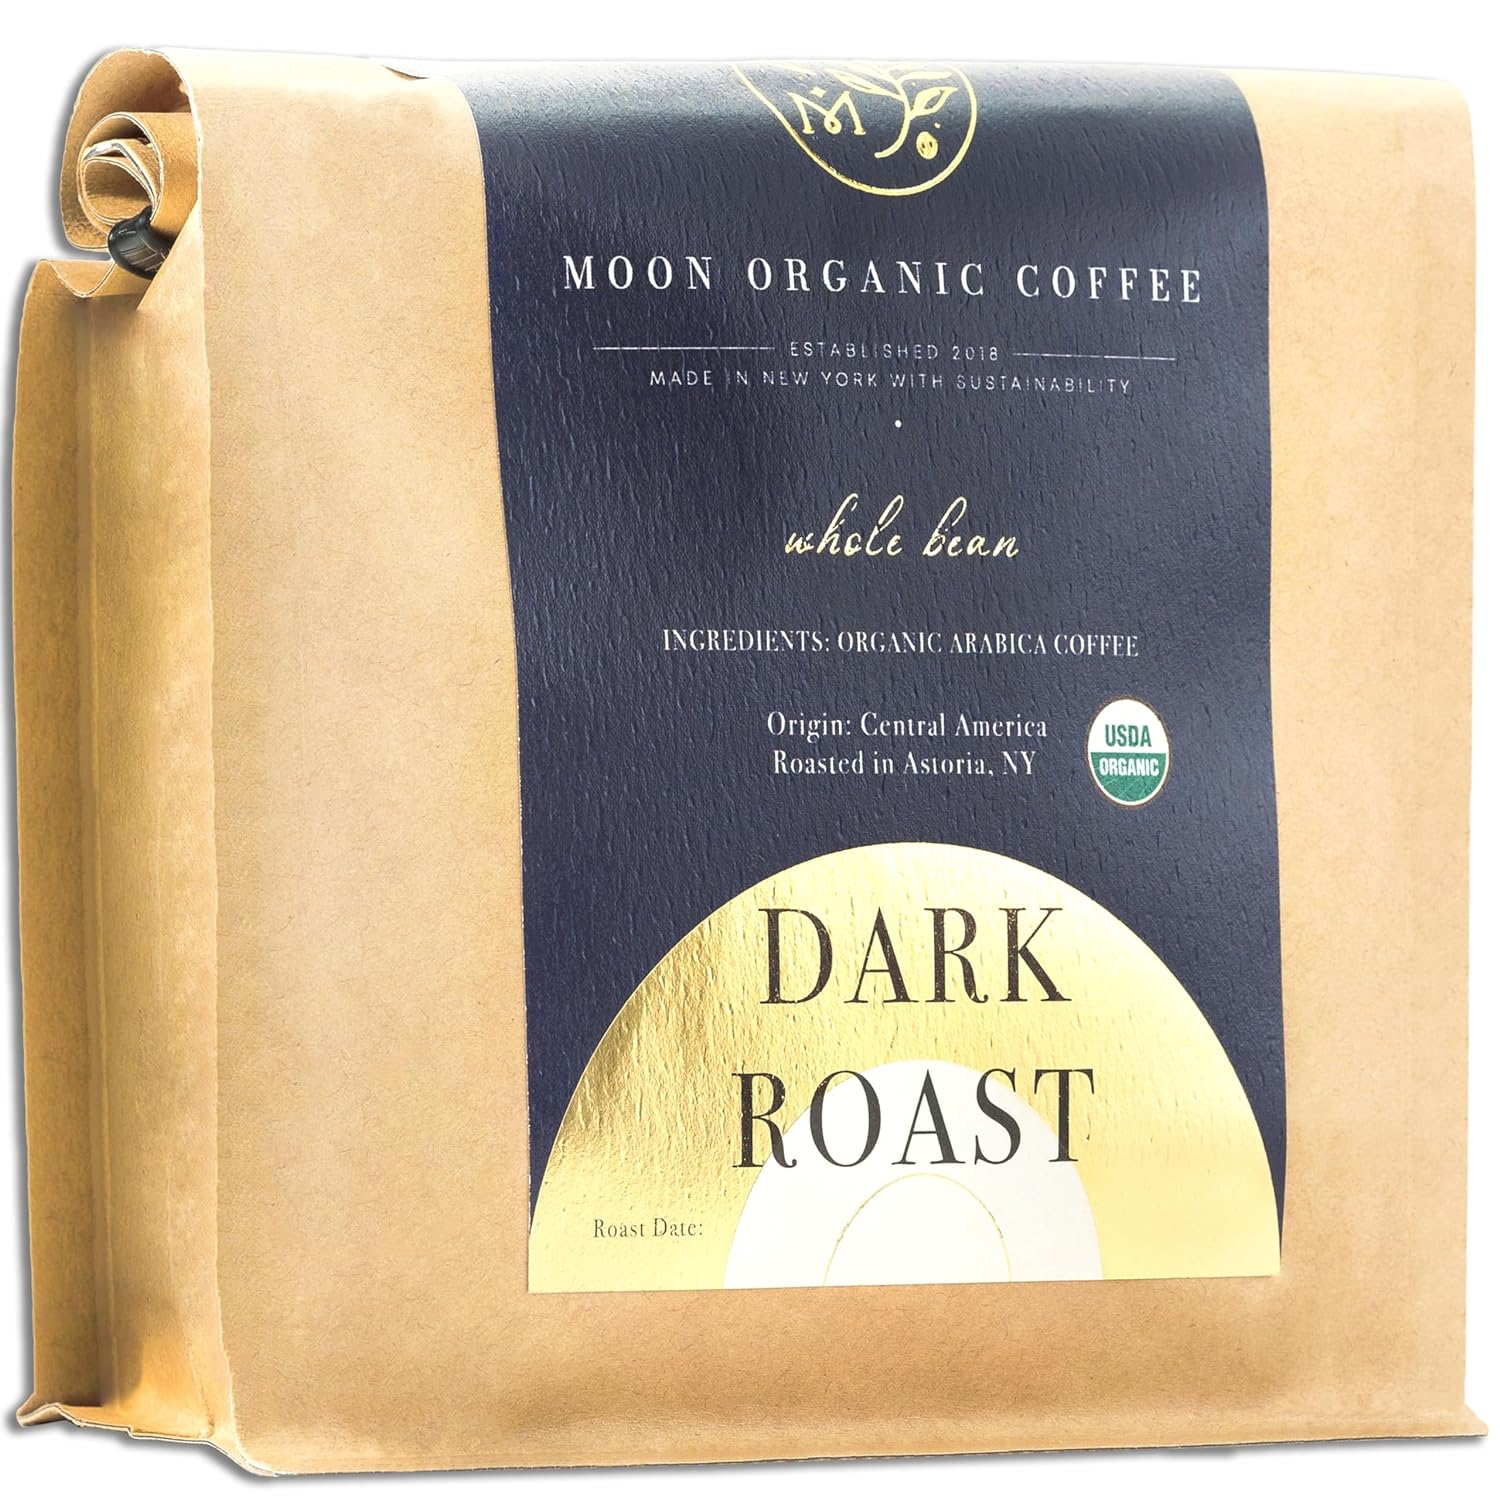 M
MOON ORGANIC COFFEE
ESTABLISHED 2018
MADE IN NEW YORK WITH SUSTAINABILITY
whole bean
INGREDIENTS: ORGANIC ARABICA COFFEE
Origin: Central America
Roasted in Astoria, NY
USDA
ORGANIC
DARK
ROAST
Roast Date: